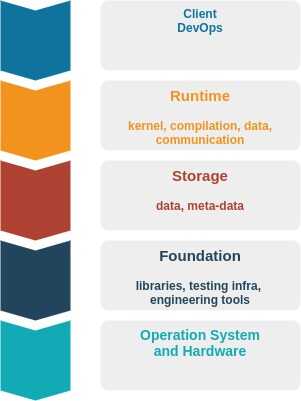 Client
DevOps
Runtime
kernel, compilation, data,
communication
Storage
data, meta-data
Foundation
libraries, testing infra,
engineering tools
Operation System
and Hardware